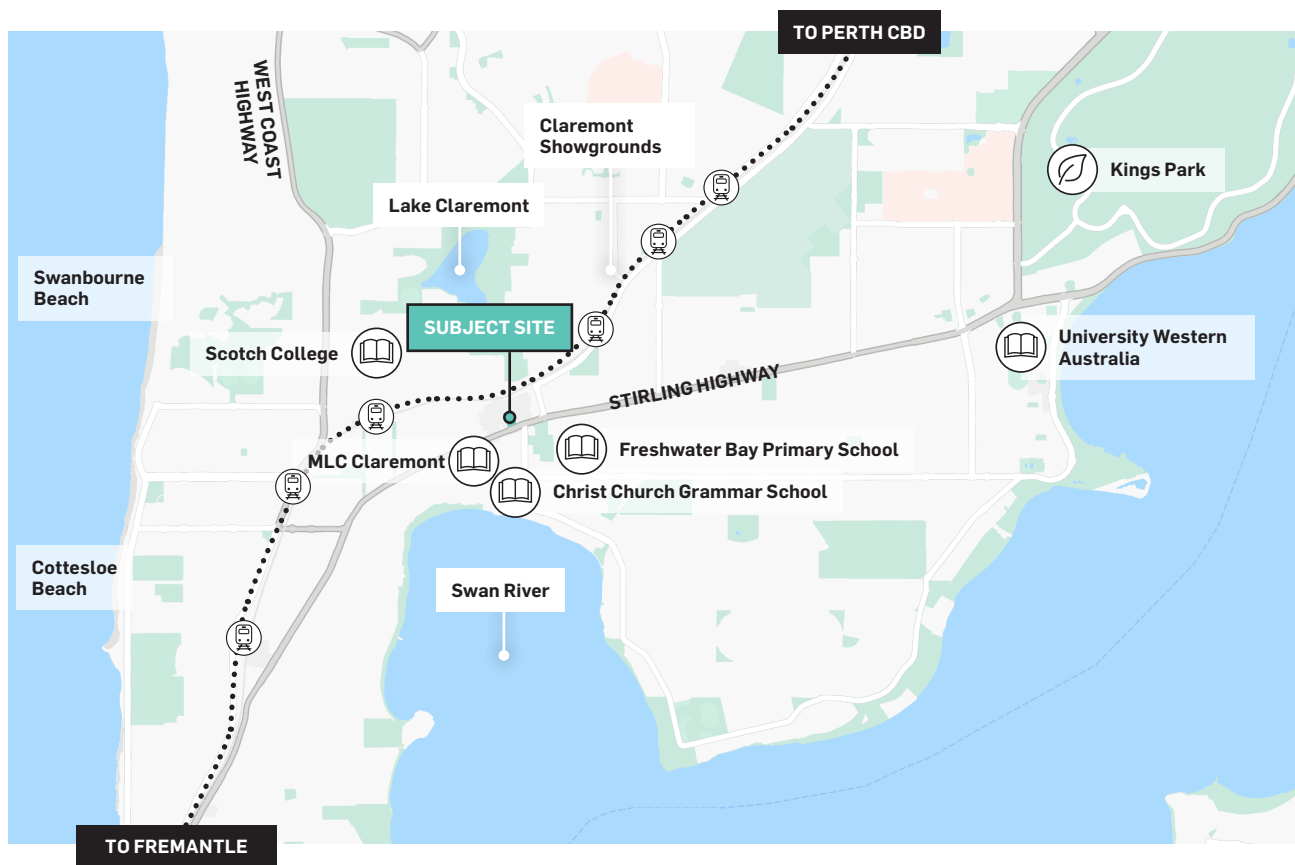 TO PERTH CBD
WEST COAST
HIGHWAY
Claremont
Showgrounds
Kings Park
Lake Claremont
Swanbourne
Beach
SUBJECT SITE
Scotch College
University Western
Australia
STIRLING HIGHWAY
MLC Claremont
Freshwater Bay Primary School
Christ Church Grammar School
Cottesloe
Beach
Swan River
TO FREMANTLE